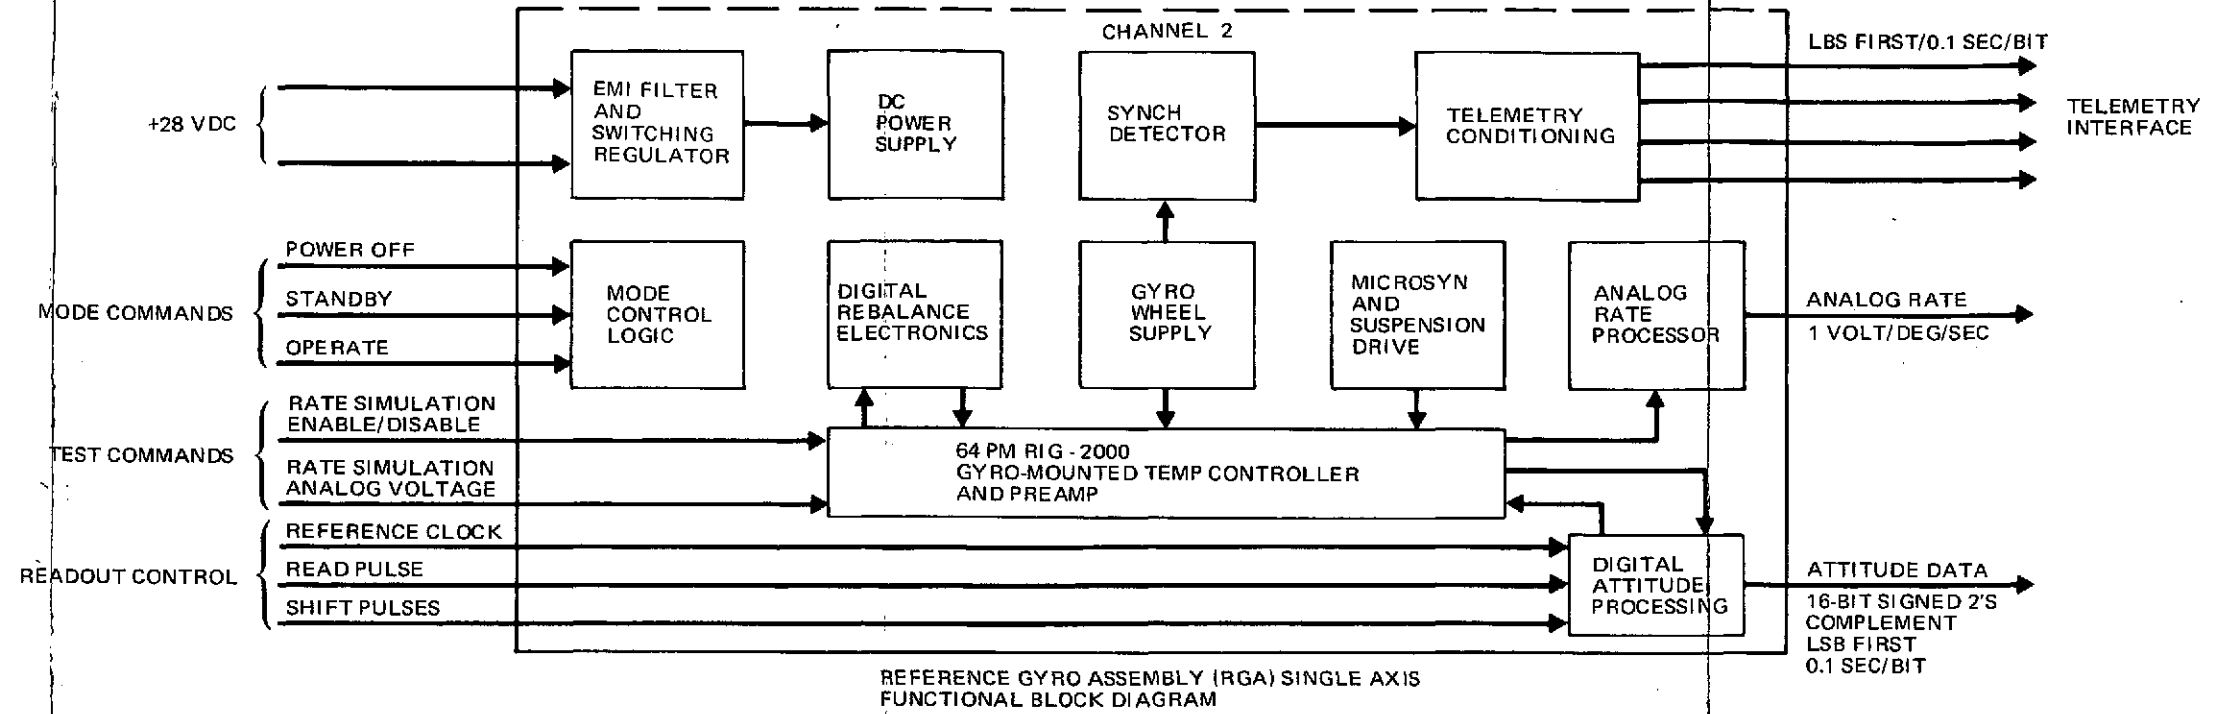 CHANNEL 2
LBS FIRST/0.1 SEC/BIT
+28 VDC
EMI FILTER
AND
SWITCHING
REGULATOR
DC
POWER
SUPPLY
SYNCH
DETECTOR
TELEMETRY
CONDITIONING
TELEMETRY
INTERFACE
MODE COMMANDS
POWER OFF
STANDBY
OPERATE
MODE
CONTROL
LOGIC
DIGITAL
REBALANCE
ELECTRONICS
GYRO
WHEEL
SUPPLY
MICROSYN
AND
SUSPENSION
DRIVE
ANALOG
RATE
PROCESSOR
ANALOG RATE
1 VOLT/DEG/SEC
TEST COMMANDS
RATE SIMULATION
ENABLE/DISABLE
RATE SIMULATION
ANALOG VOLTAGE
64 PM RIG - 2000
GYRO-MOUNTED TEMP CONTROLLER
AND PREAMP
READOUT CONTROL
REFERENCE CLOCK
READ PULSE
SHIFT PULSES
DIGITAL
ATTITUDE
PROCESSING
ATTITUDE DATA
16-BIT SIGNED 2'S
COMPLEMENT
LSB FIRST
0.1 SEC/BIT
REFERENCE GYRO ASSEMBLY (RGA) SINGLE AXIS
FUNCTIONAL BLOCK DIAGRAM